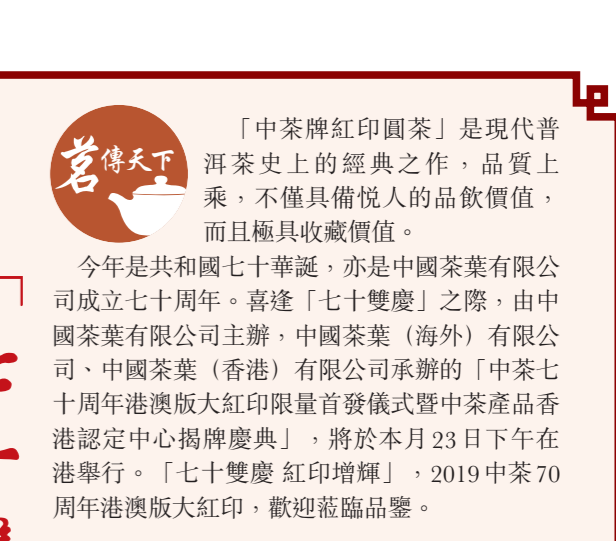 茗傳天下
「中茶牌紅印圓茶」是現代普
洱茶史上的經典之作，品質上
乘，不僅具備悅人的品飲價值，
而且極具收藏價值。
今年是共和國七十華誕，亦是中國茶葉有限公
司成立七十周年。喜逢「七十雙慶」之際，由中
國茶葉有限公司主辦，中國茶葉（海外）有限公
司、中國茶葉（香港）有限公司承辦的「中茶七
十周年港澳版大紅印限量首發儀式暨中茶產品香
港認定中心揭牌慶典」，將於本月23日下午在
港舉行。「七十雙慶 紅印增輝」，2019中茶70
周年港澳版大紅印，歡迎蒞臨品鑒。